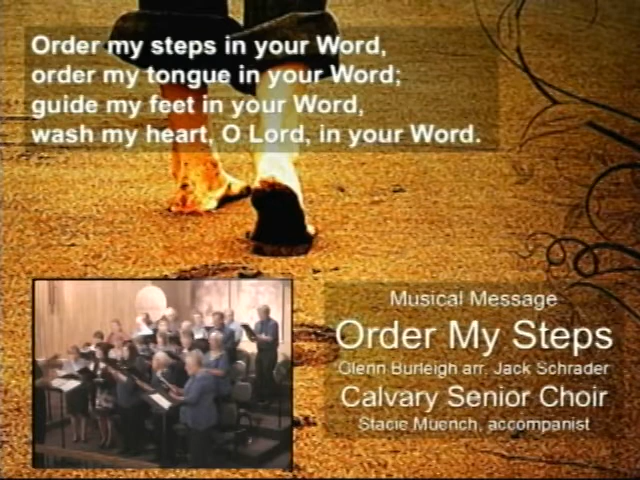 Order my steps in your Word,
order my tongue in your Word;
guide my feet in your Word,
wash my heart, O Lord, in your Word.
Musical Message
Order My Steps
Glenn Burleigh arr. Jack Schrader
Calvary Senior Choir
Stacie Muench, accompanist